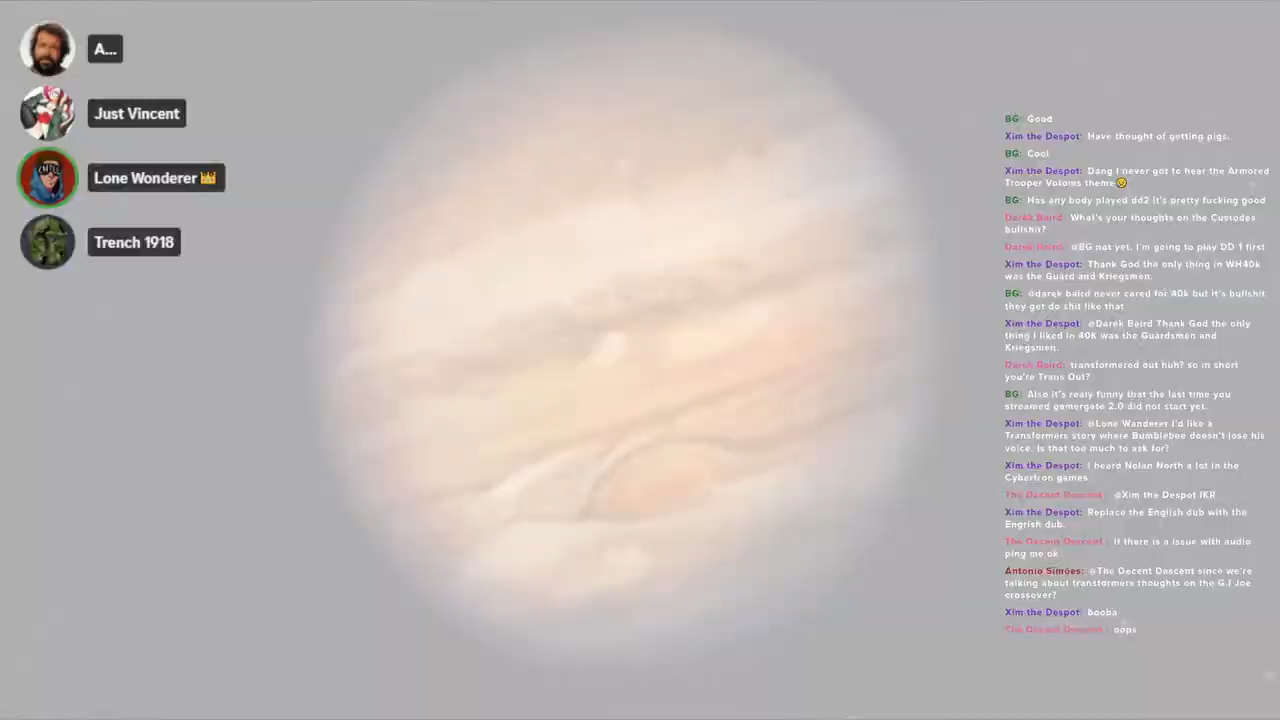 A...
Just Vincent
Lone Wonderer
Trench 1918
BG: Good
Xim the Despot: Have thought of getting pigs.
BG: Cool
Xim the Despot: Dang I never got to hear the Armored
Trooper Votoms theme
BG: Has any body played dd2 it's pretty fucking good
Darek Baird: What's your thoughts on the Custodes
bullshit?
Darek Baird: @BG not yet. I'm going to play DD 1 first
Xim the Despot: Thank God the only thing in WH40k
was the Guard and Kriegsmen.
BG: @darek baird never cared for 40k but it's bullshit
they get do shit like that
Xim the Despot: @Darek Baird Thank God the only
thing I liked in 40K was the Guardsmen and
Kriegsmen.
Darek Baird: transformered out huh? so in short
you're Trans Out?
BG: Also it's realy funny that the last time you
streamed gamergate 2.0 did not start yet.
Xim the Despot: @Lone Wanderer I'd like a
Transformers story where Bumblebee doesn't lose his
voice. Is that too much to ask for?
Xim the Despot: I heard Nolan North a lot in the
Cybertron games
The Decent Descent : @Xim the Despot IKR
Xim the Despot: Replace the English dub with the
Engrish dub.
The Decent Descent : If there is a issue with audio
ping me ok
Antonio Simões: @The Decent Descent since we're
talking about transformers thoughts on the G.I Joe
crossover?
Xim the Despot: booba
The Decent Descent : oops